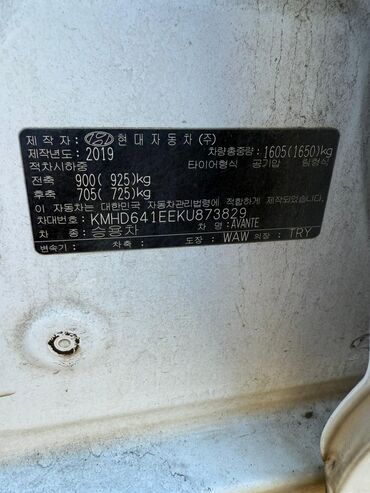 제 작 자 : 현대자동차(주)
제작년도: 2019 차량총중량: 1605(1650)kg
적차시하중 타이어형식 공기압 림형식
전축 900( 925)kg
후축 705( 725)kg
이 자동차는 대한민국 자동차관리법령에 적합하게 제작되었습니다
차대번호: KMHD641EEKU873829
차 종: 승용차 차 명:AVANTE
변속기: 차축: 도장: WAW 내장: TRY